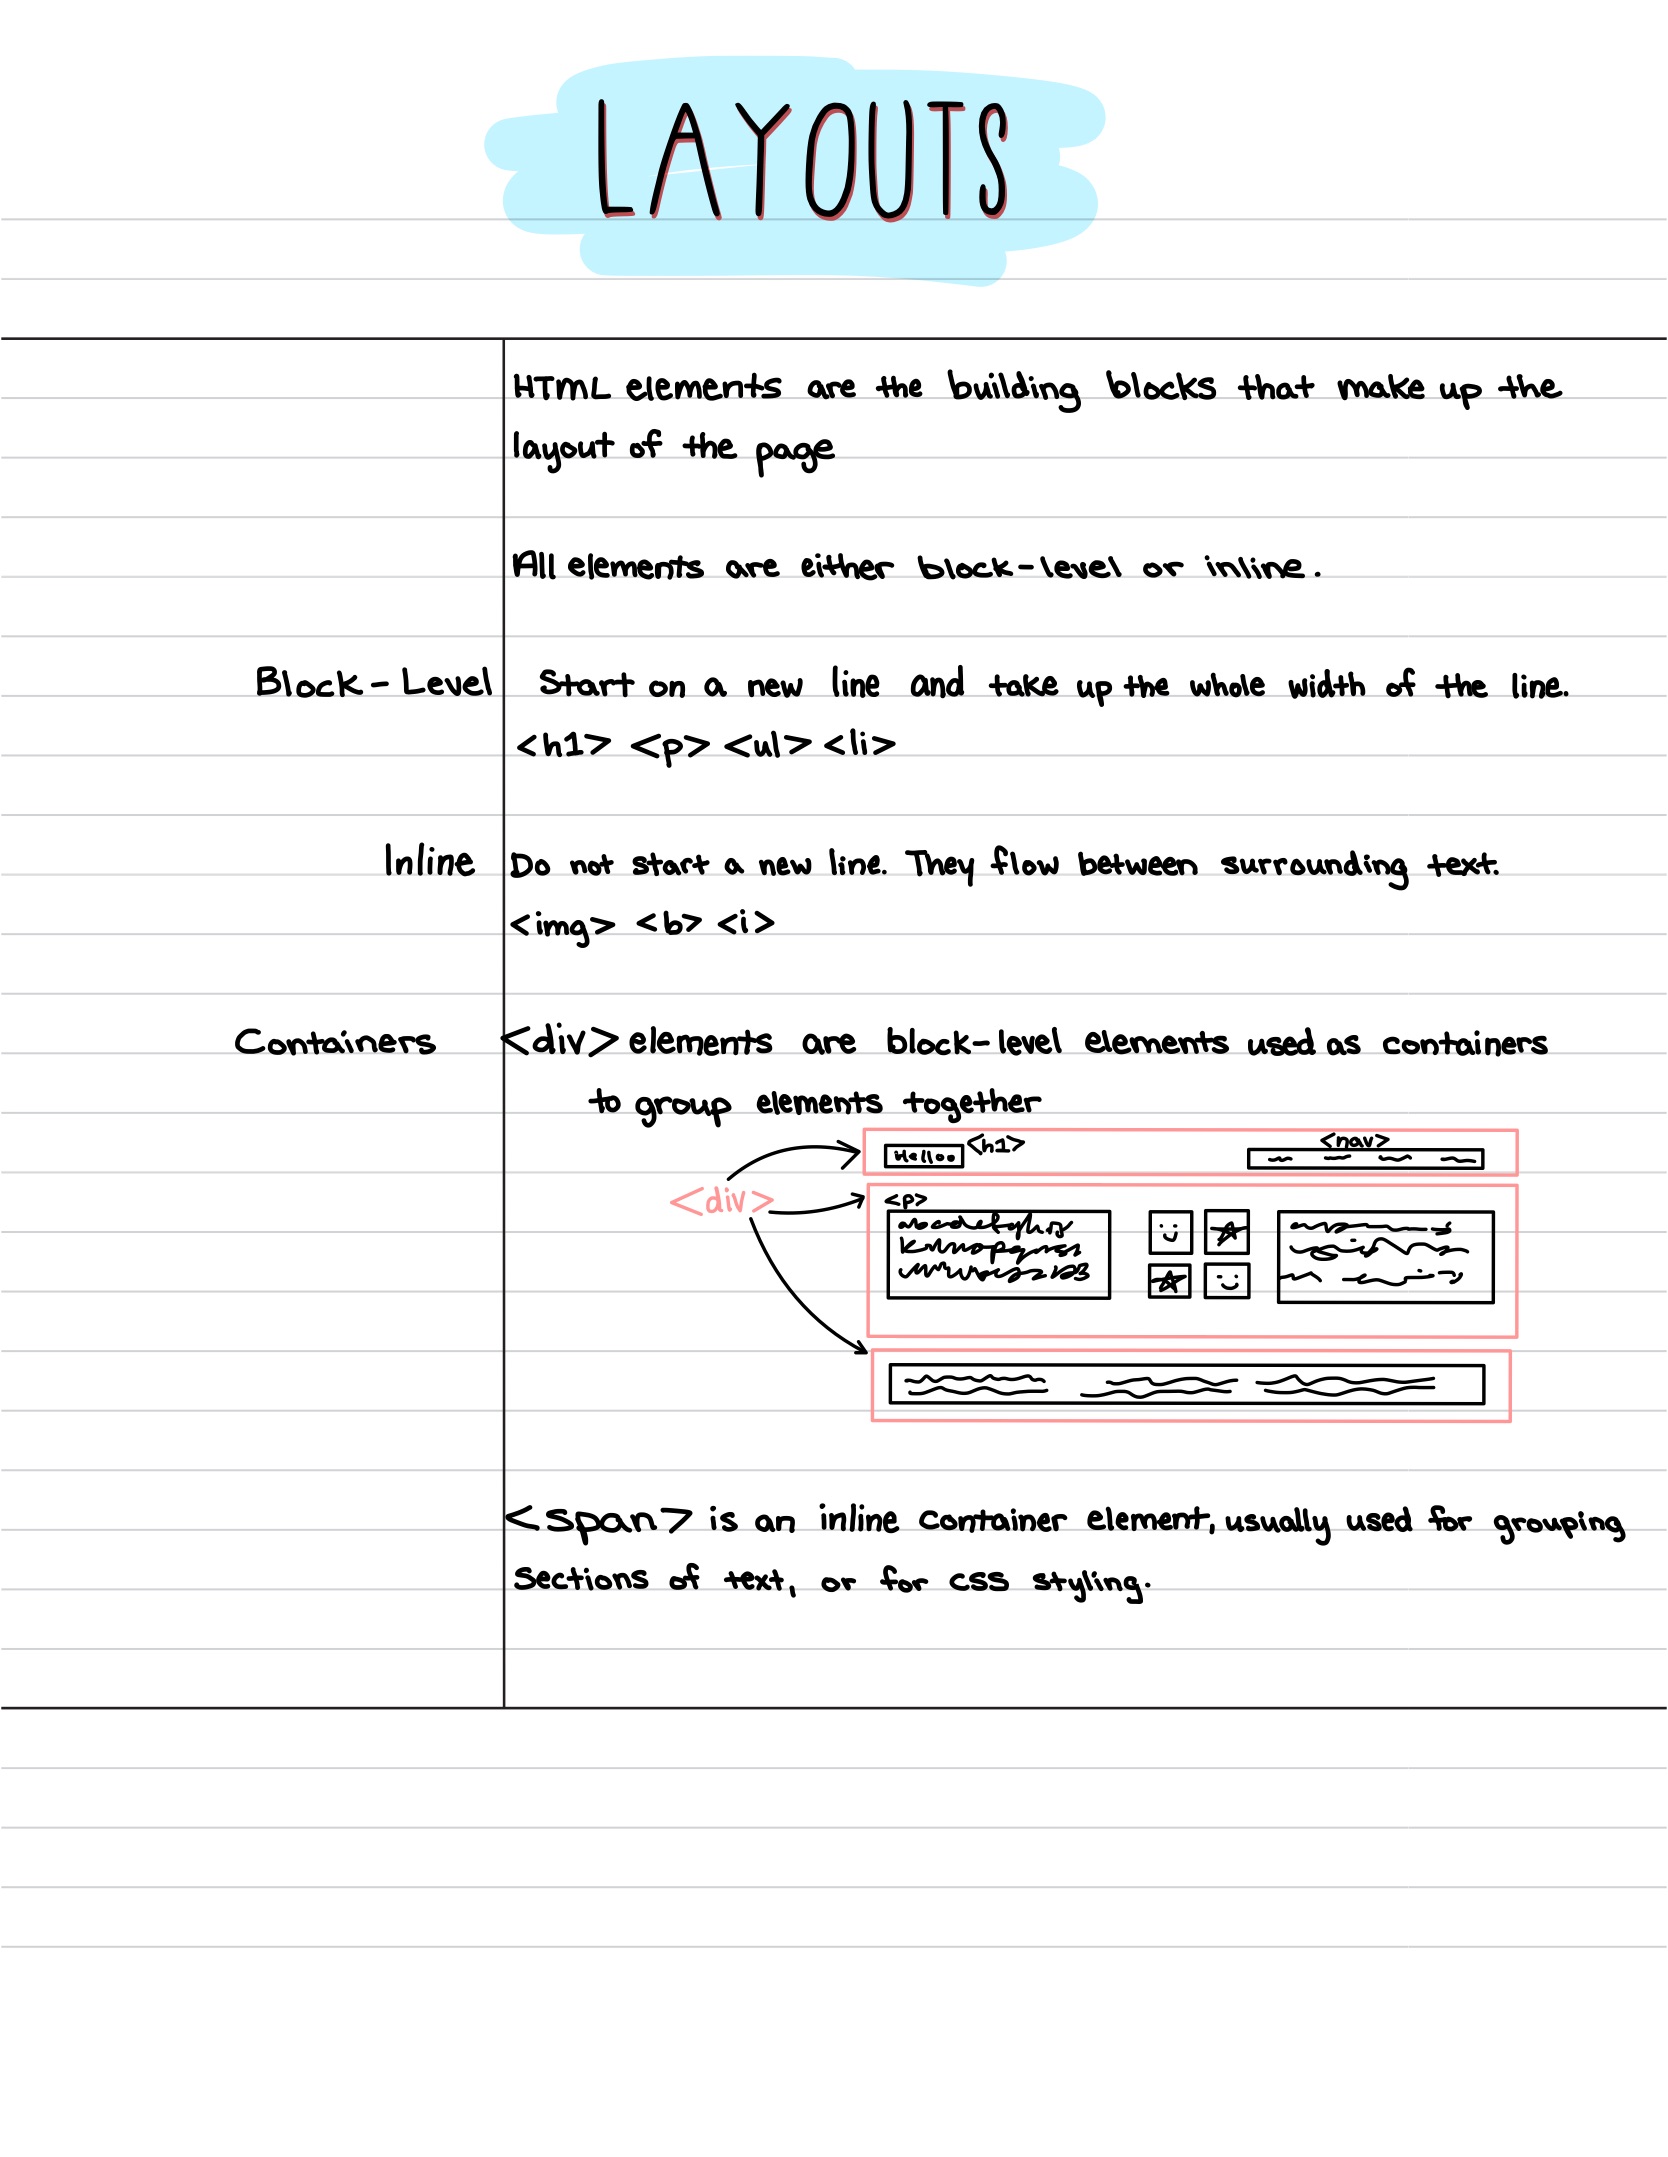 LAYOUTS
HTML elements are the building blocks that make up the
layout of the page
All elements are either block-level or inline.
Block-Level Start on a new line and take up the whole width of the line.
<h1> <p> <ul> <li>
Inline Do not start a new line. They flow between surrounding text.
<img> <b> <i>
Containers <div> elements are block-level elements used as containers
to group elements together
Helloo <h1> <nav>
<div>
<p>
<span> is an inline container element, usually used for grouping
sections of text, or for CSS styling.